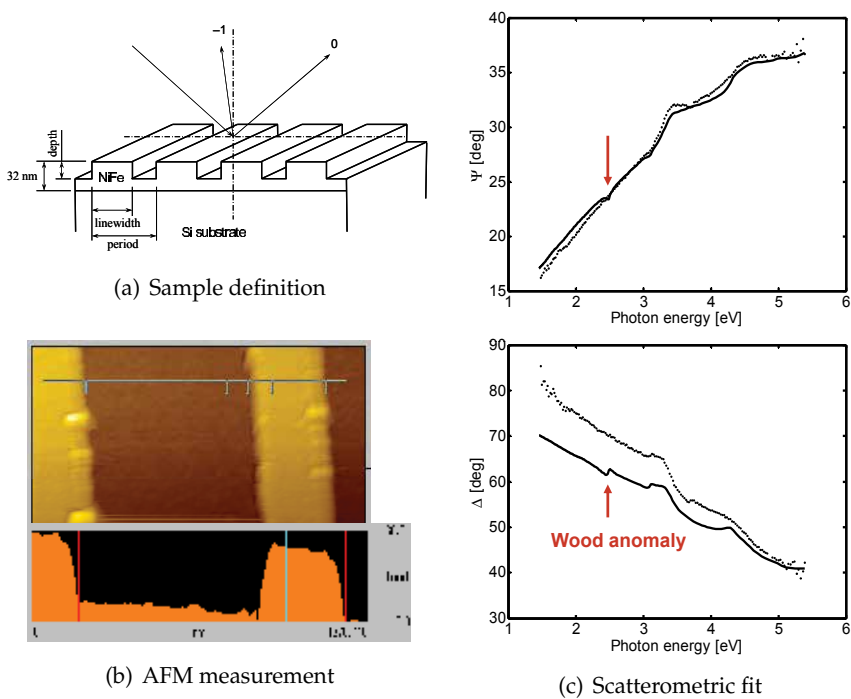 −1
0
depth
32 nm
NiFe
linewidth
period
Si substrate
(a) Sample definition
(b) AFM measurement
40
35
30
25
20
15
Ψ [deg]
1 2 3 4 5 6
Photon energy [eV]
90
80
70
60
50
40
30
Δ [deg]
Wood anomaly
1 2 3 4 5 6
Photon energy [eV]
(c) Scatterometric fit